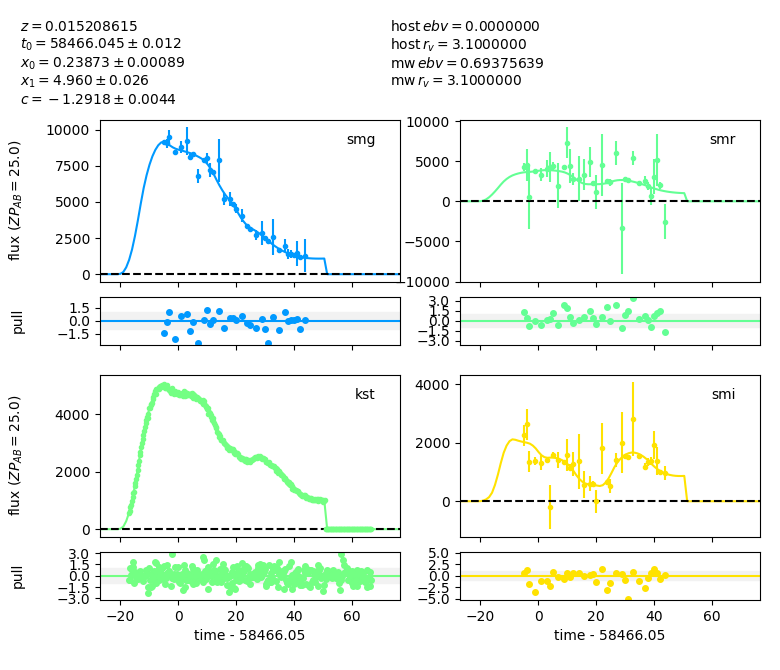 z = 0.015208615
t₀ = 58466.045 ± 0.012
x₀ = 0.23873 ± 0.00089
x₁ = 4.960 ± 0.026
c = −1.2918 ± 0.0044
host ebv = 0.0000000
host r_v = 3.1000000
mw ebv = 0.69375639
mw r_v = 3.1000000
flux (ZP_AB = 25.0)
10000
7500
5000
2500
0
smg
10000
5000
0
−5000
−10000
smr
pull
1.5
0.0
−1.5
3.0
1.5
0.0
−1.5
−3.0
flux (ZP_AB = 25.0)
4000
2000
0
kst
4000
2000
0
smi
pull
3.0
1.5
0.0
−1.5
−3.0
5.0
2.5
0.0
−2.5
−5.0
−20 0 20 40 60
time - 58466.05
−20 0 20 40 60
time - 58466.05